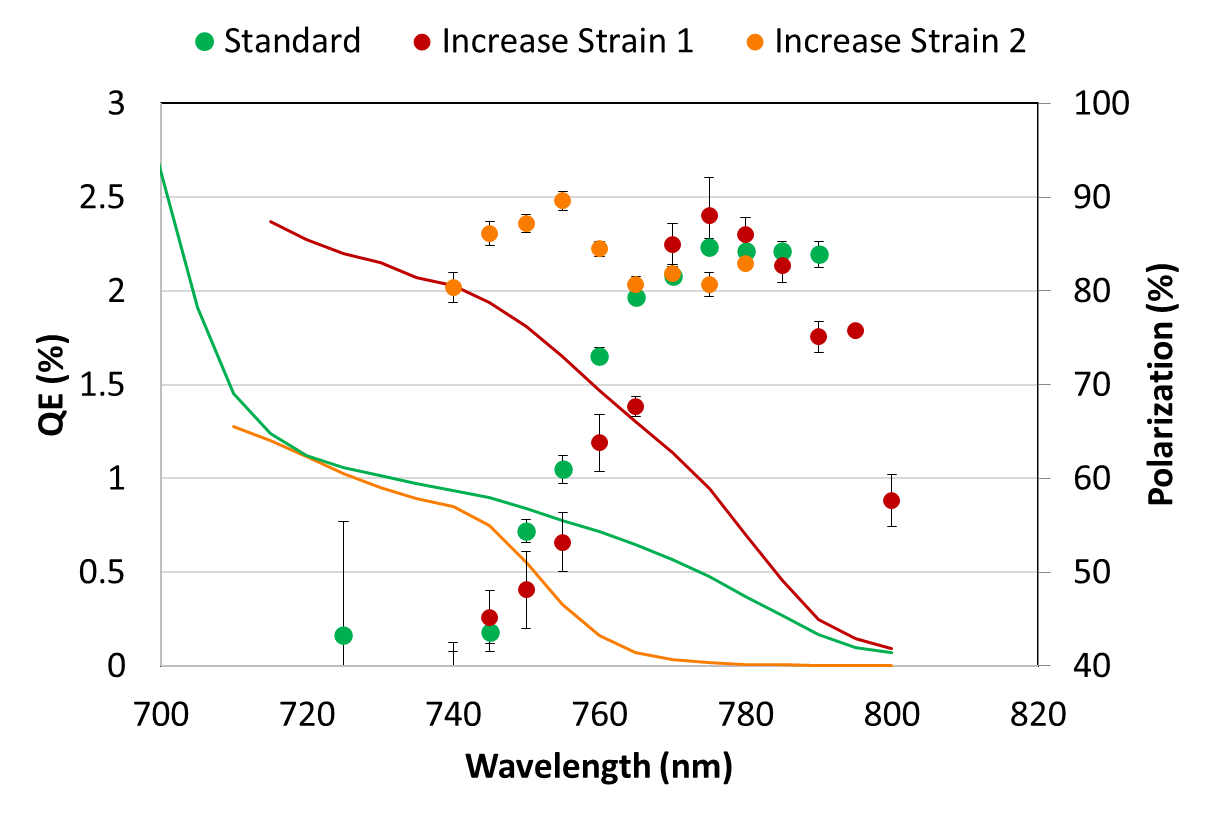 Standard Increase Strain 1 Increase Strain 2
3 100
2.5 90
2 80
1.5 70
1 60
0.5 50
0 40
700 720 740 760 780 800 820
QE (%)
Polarization (%)
Wavelength (nm)